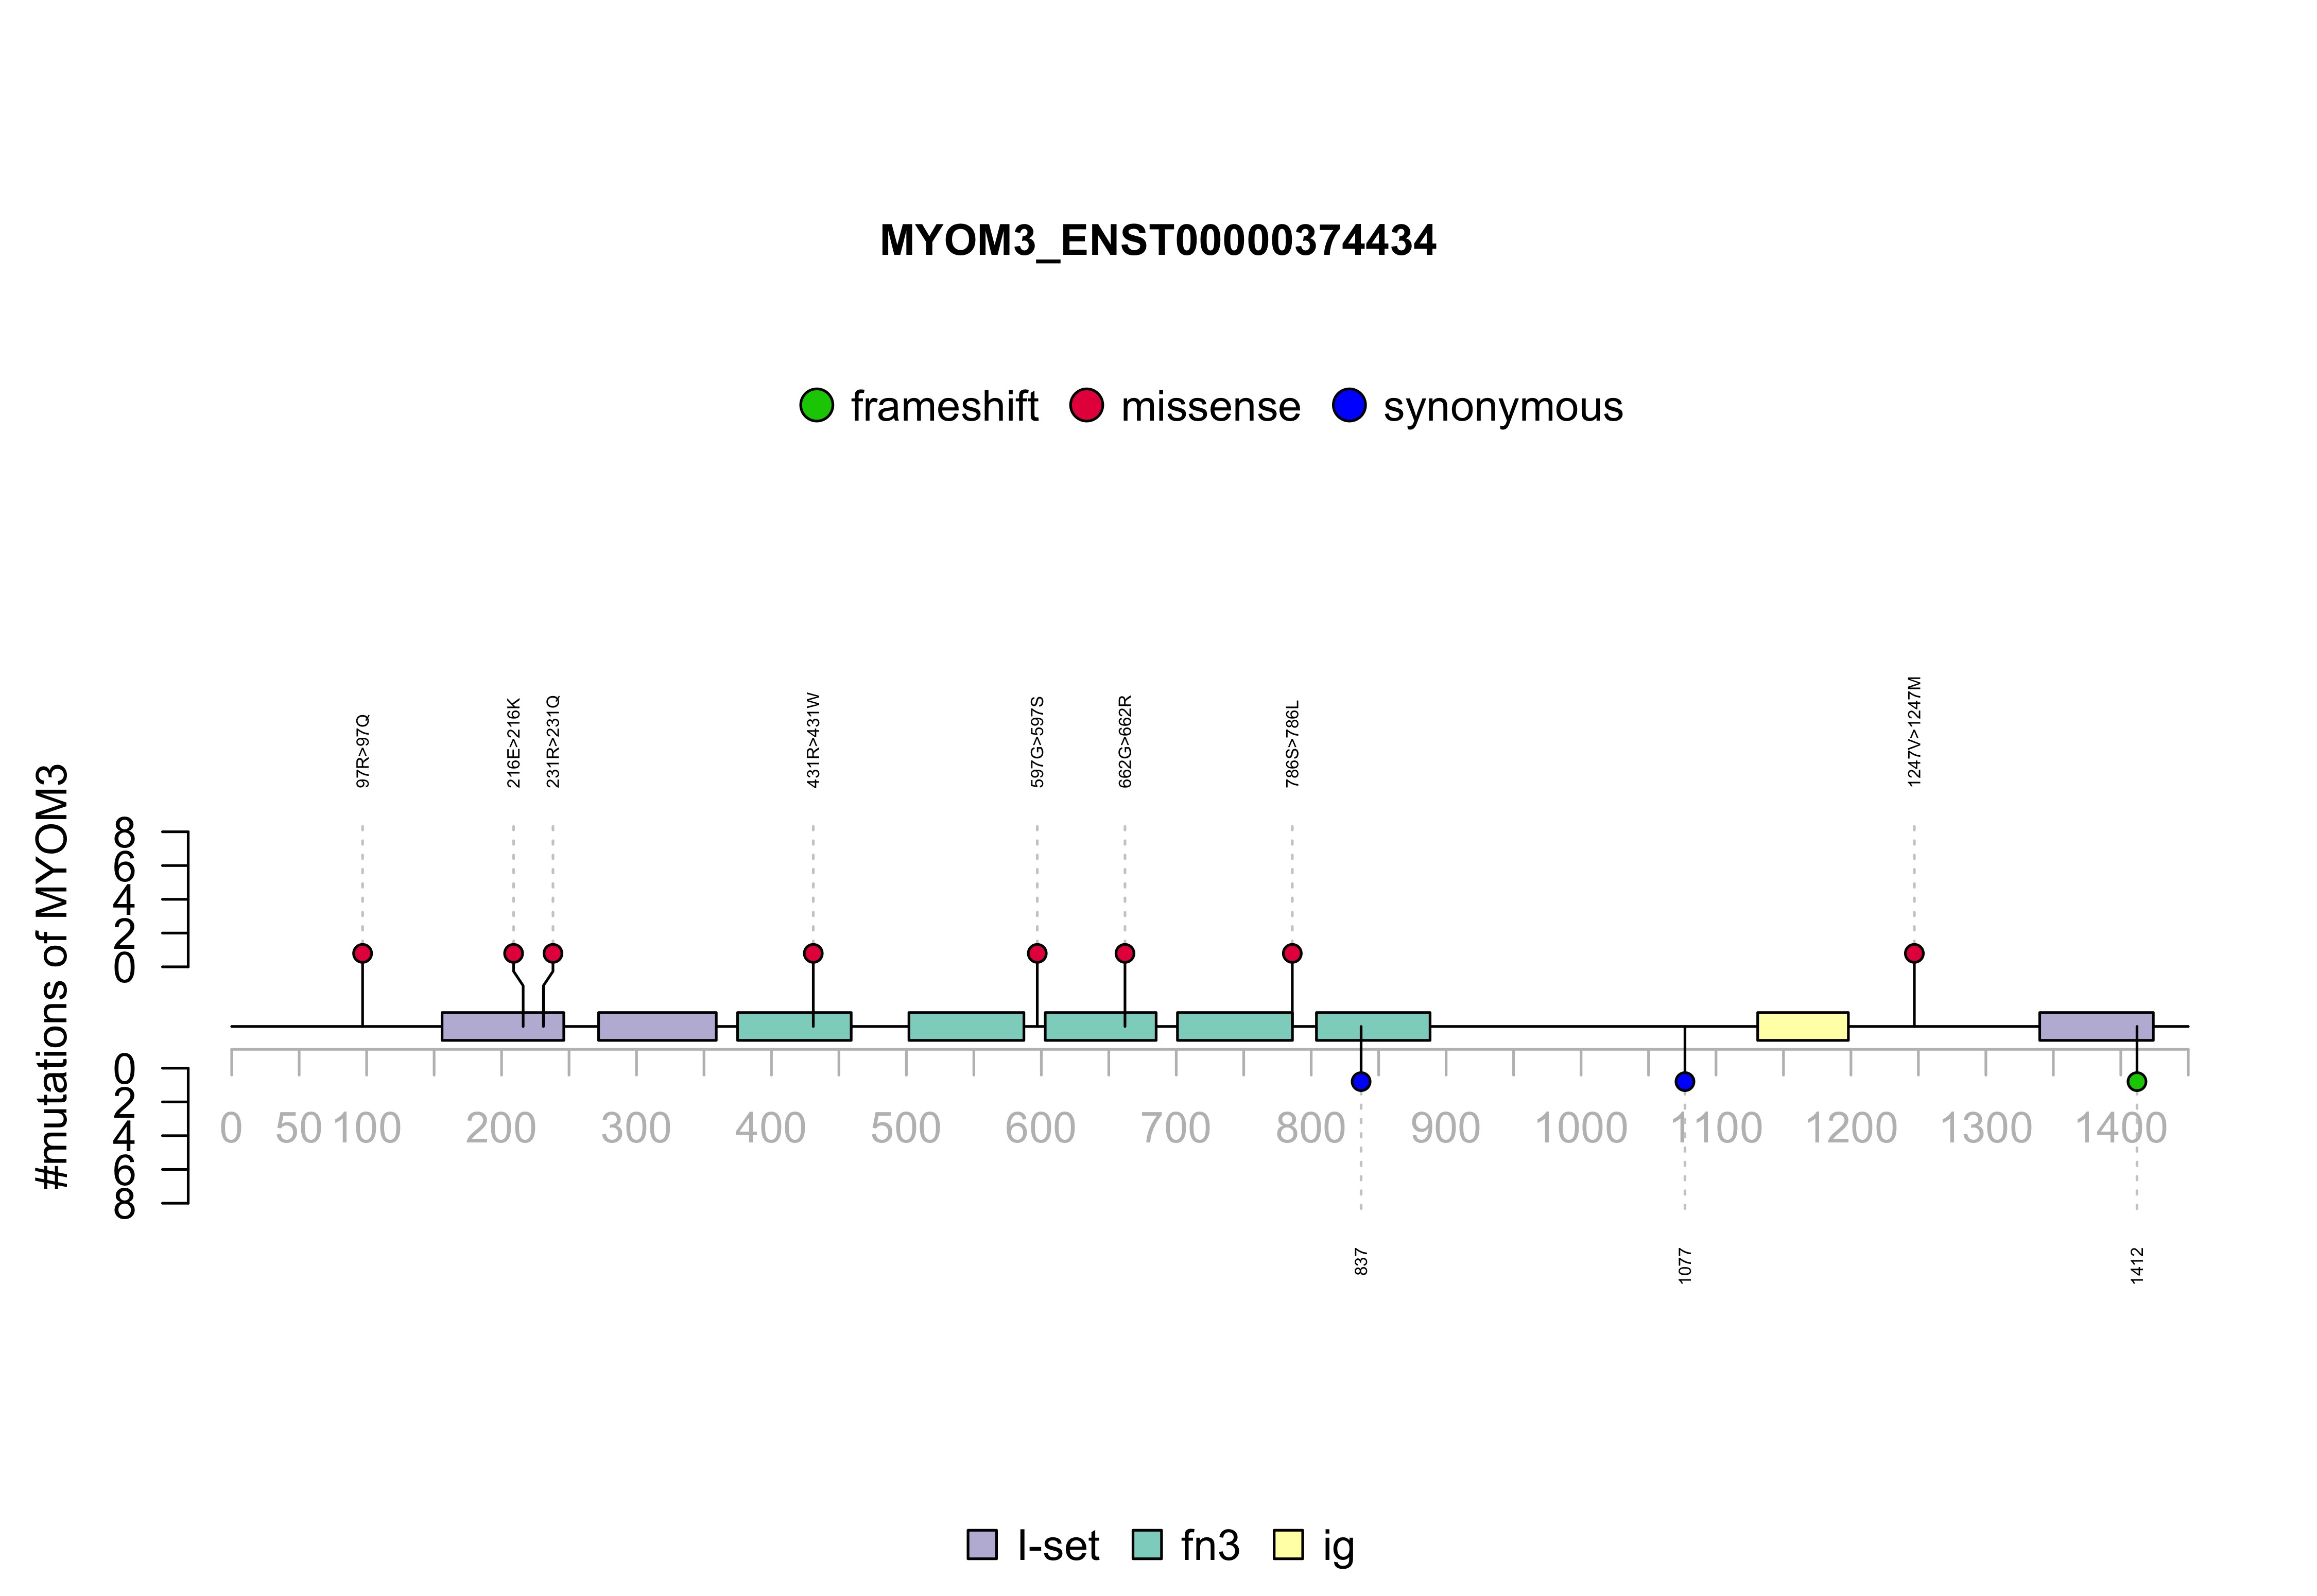 MYOM3_ENST00000374434
frameshift missense synonymous
97R>97Q
216E>216K
231R>231Q
431R>431W
597G>597S
662G>662R
786S>786L
1247V>1247M
#mutations of MYOM3
8
6
4
2
0
0
2
4
6
8
0 50 100 200 300 400 500 600 700 800 900 1000 1100 1200 1300 1400
837
1077
1412
I-set fn3 ig